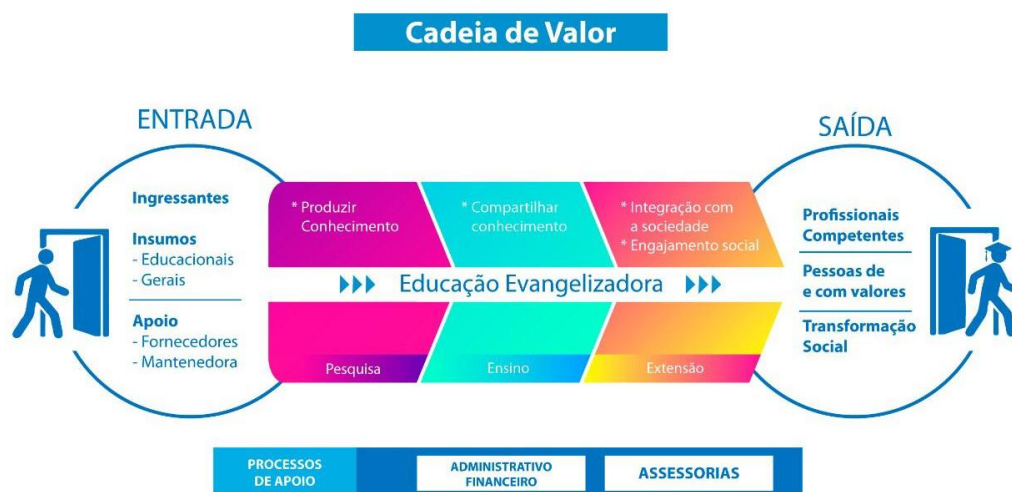 Cadeia de Valor
ENTRADA
Ingressantes
Insumos
- Educacionais
- Gerais
Apoio
- Fornecedores
- Mantenedora
* Produzir
Conhecimento
* Compartilhar
conhecimento
* Integração com
a sociedade
* Engajamento social
Educação Evangelizadora
Pesquisa
Ensino
Extensão
SAÍDA
Profissionais
Competentes
Pessoas de
e com valores
Transformação
Social
PROCESSOS
DE APOIO
ADMINISTRATIVO
FINANCEIRO
ASSESSORIAS